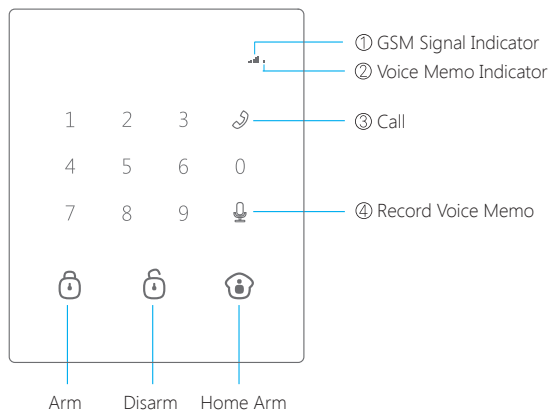 ① GSM Signal Indicator
② Voice Memo Indicator
1 2 3
③ Call
4 5 6 0
7 8 9
④ Record Voice Memo
Arm Disarm Home Arm